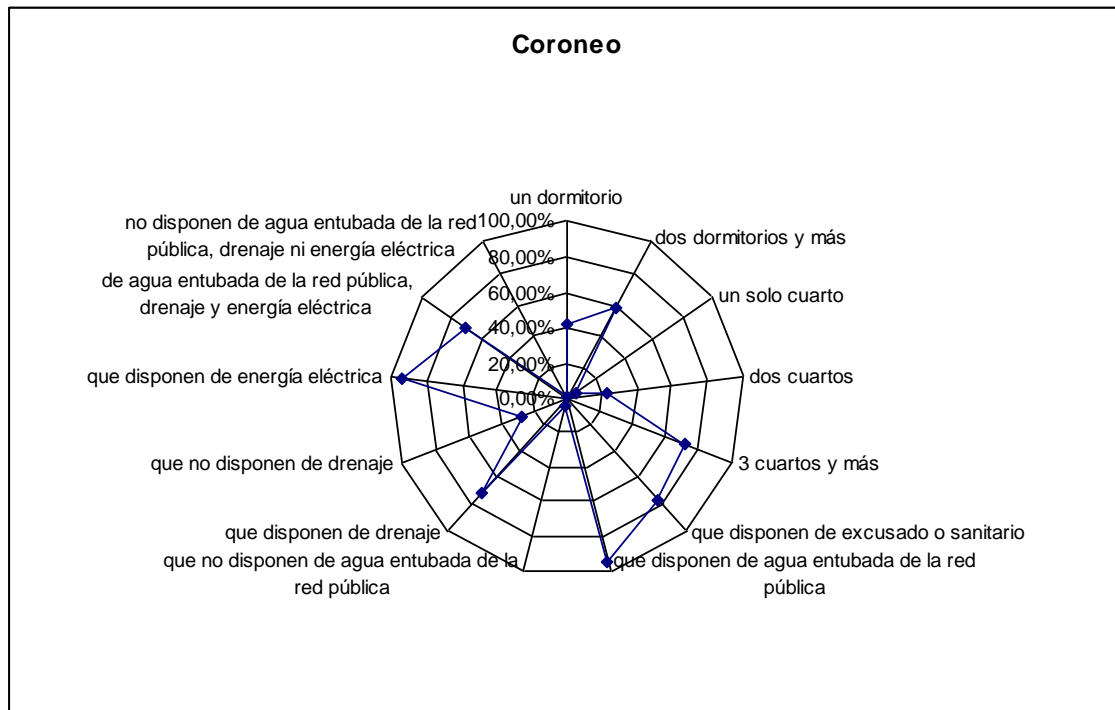 Coroneo
un dormitorio
dos dormitorios y más
un solo cuarto
dos cuartos
3 cuartos y más
que disponen de excusado o sanitario
que disponen de agua entubada de la red
pública
que no disponen de agua entubada de la
red pública
que disponen de drenaje
que no disponen de drenaje
que disponen de energía eléctrica
de agua entubada de la red pública,
drenaje y energía eléctrica
no disponen de agua entubada de la red
pública, drenaje ni energía eléctrica
100,00%
80,00%
60,00%
40,00%
20,00%
0,00%